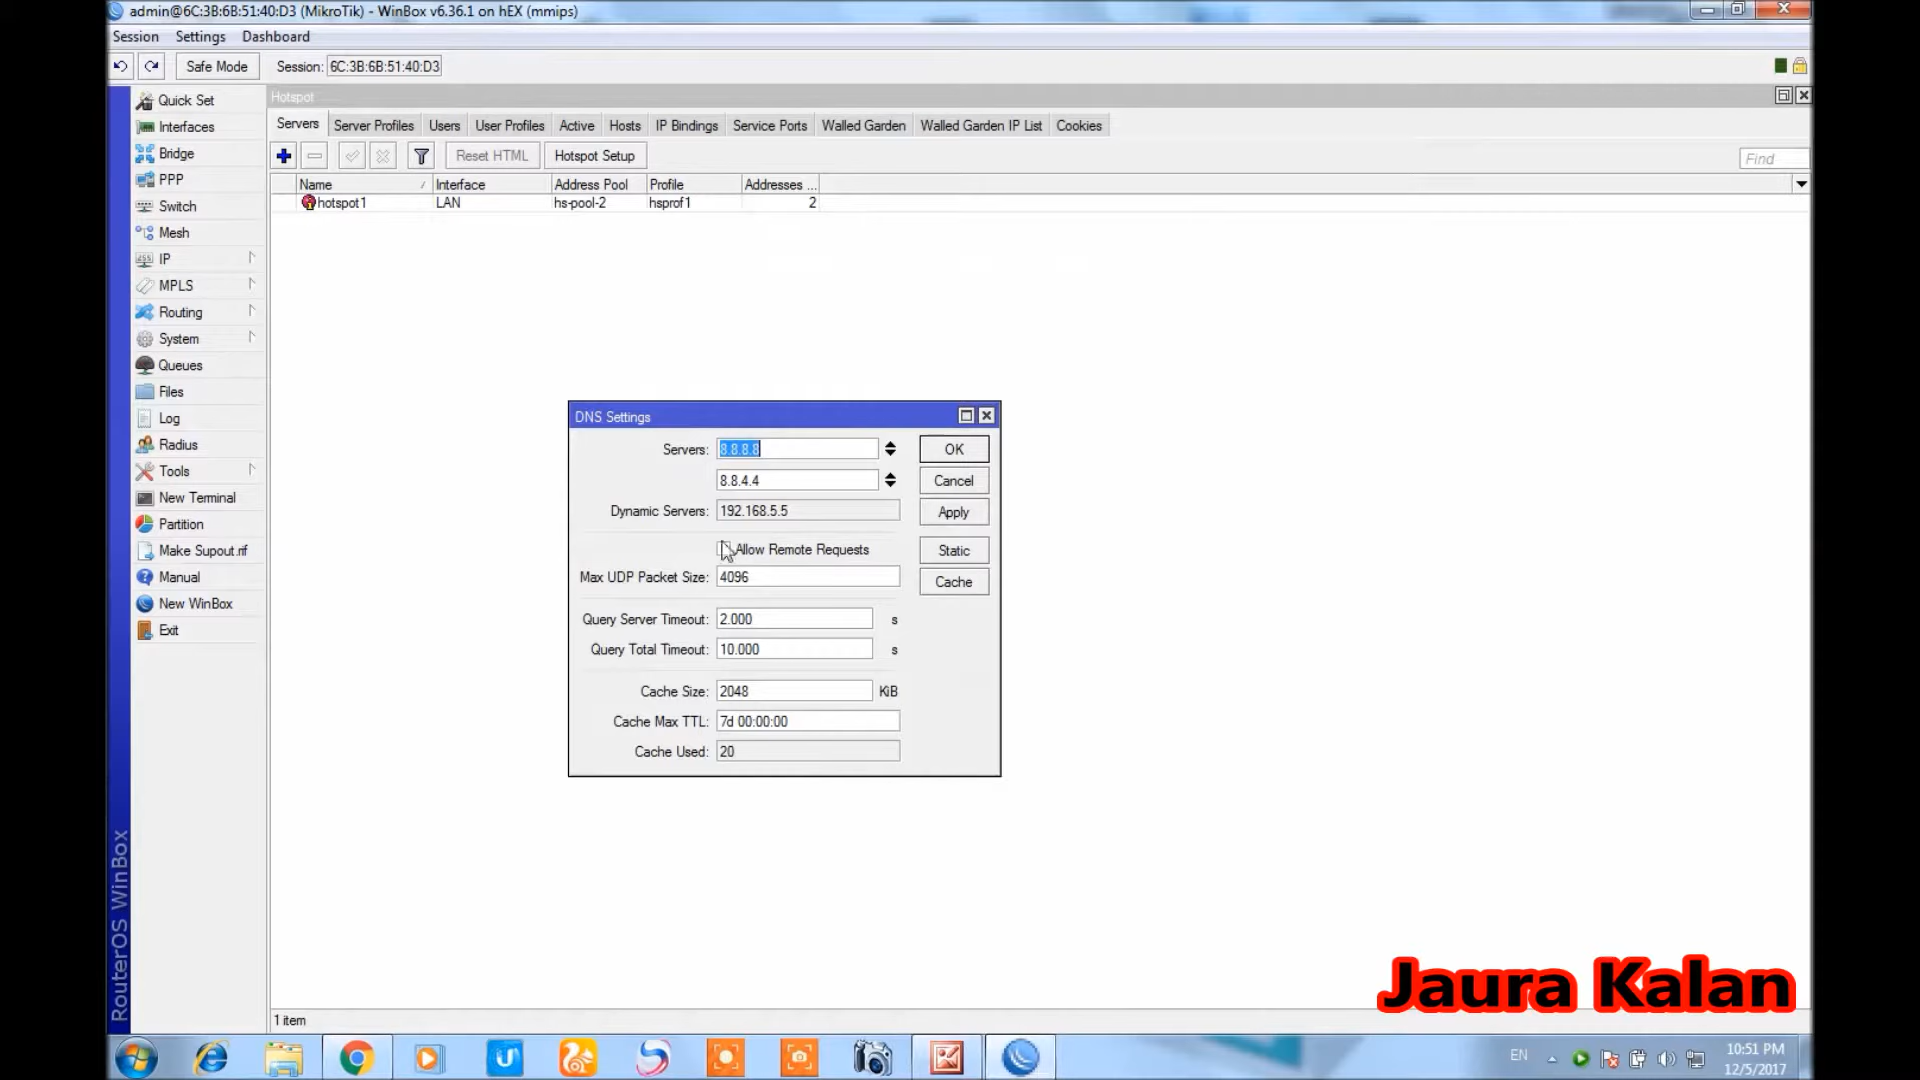 admin@6C:3B:6B:51:40:D3 (MikroTik) - WinBox v6.36.1 on hEX (mmips)
Session Settings Dashboard
Safe Mode Session: 6C:3B:6B:51:40:D3
Quick Set
Interfaces
Bridge
PPP
Switch
Mesh
IP
MPLS
Routing
System
Queues
Files
Log
Radius
Tools
New Terminal
Partition
Make Supout.rif
Manual
New WinBox
Exit
RouterOS WinBox
Hotspot
Servers Server Profiles Users User Profiles Active Hosts IP Bindings Service Ports Walled Garden Walled Garden IP List Cookies
Reset HTML Hotspot Setup Find
Name Interface Address Pool Profile Addresses ...
hotspot1 LAN hs-pool-2 hsprof1 2
DNS Settings
Servers: 8.8.8.8 OK
8.8.4.4 Cancel
Dynamic Servers: 192.168.5.5 Apply
Allow Remote Requests Static
Max UDP Packet Size: 4096 Cache
Query Server Timeout: 2.000 s
Query Total Timeout: 10.000 s
Cache Size: 2048 KiB
Cache Max TTL: 7d 00:00:00
Cache Used: 20
Jaura Kalan
1 item
EN 10:51 PM
12/5/2017